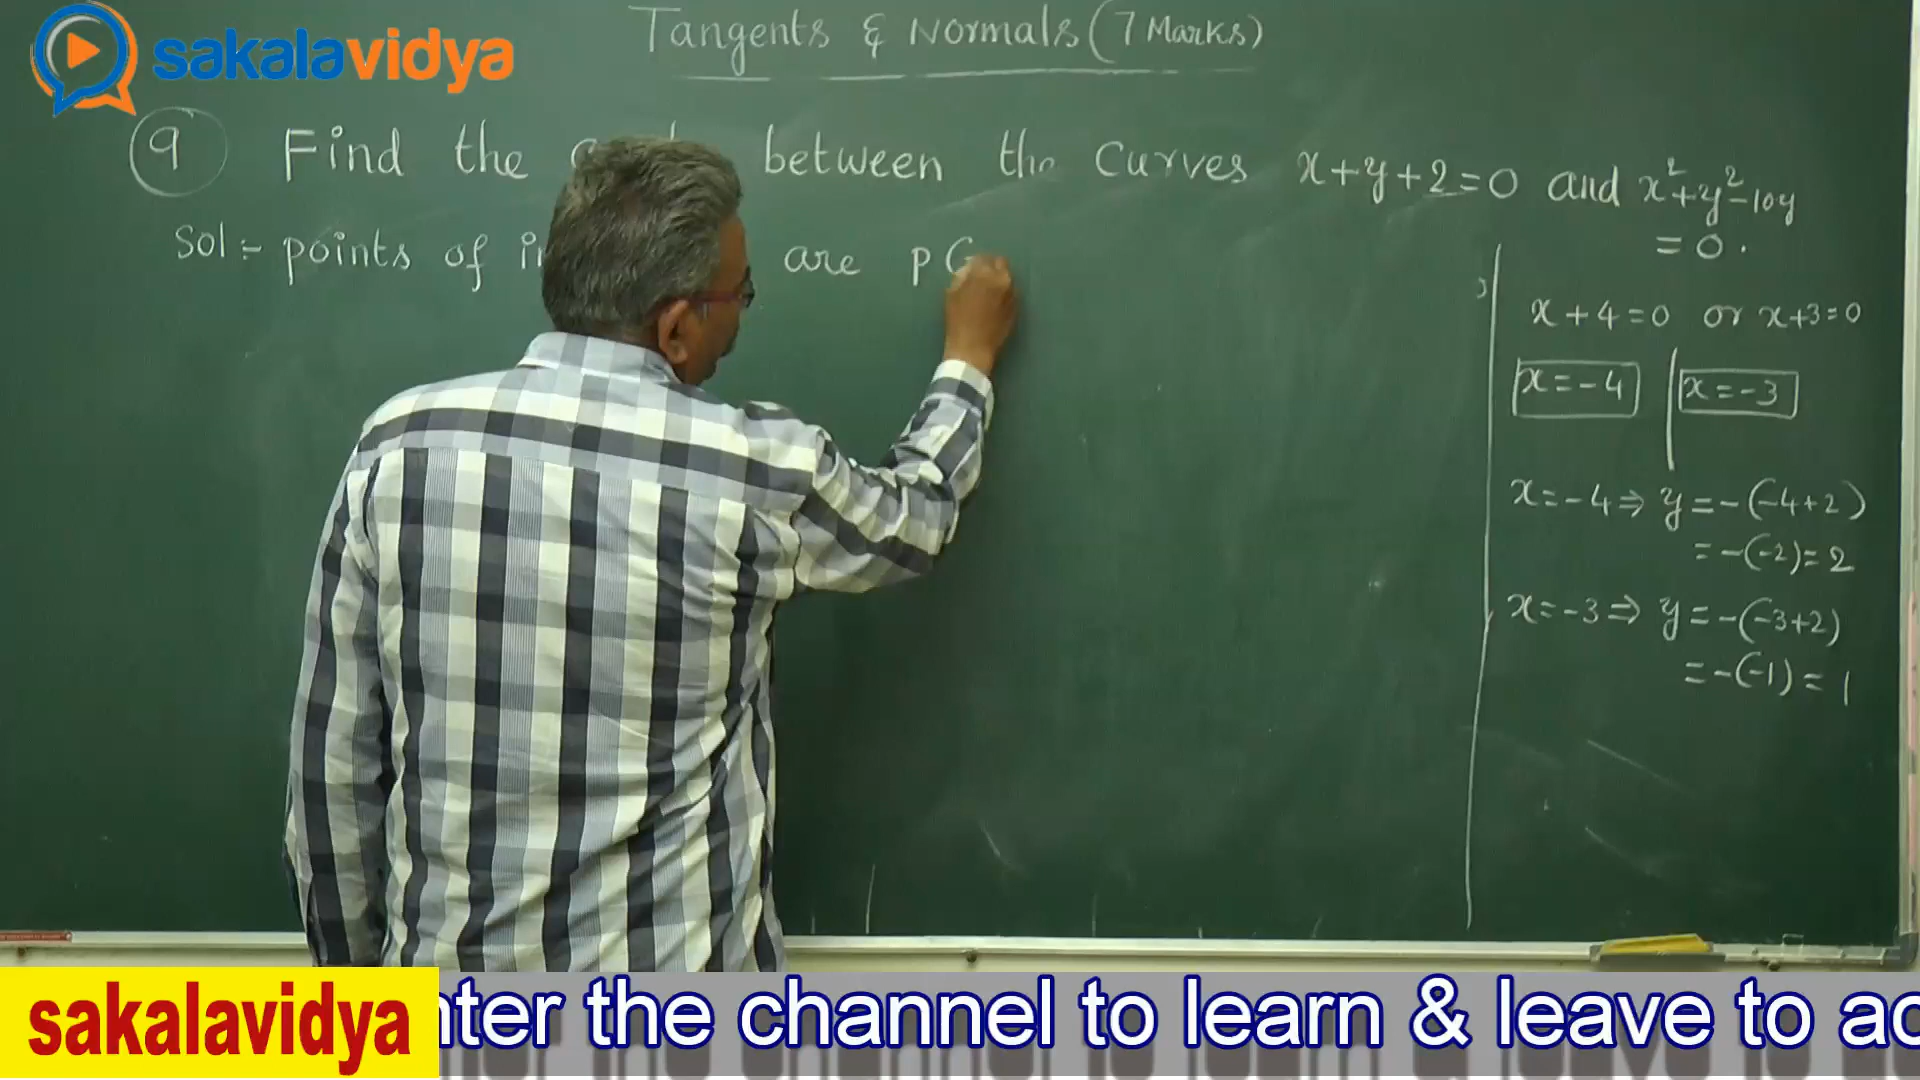 sakalavidya
Tangents & Normals (7 Marks)
9 Find the between the curves x+y+2=0 and x²+y²-10y
= 0.
Sol:- points of are P(
x+4=0 or x+3=0
x=-4 x=-3
x=-4 ⇒ y=-(-4+2)
=-(-2)=2
x=-3 ⇒ y=-(-3+2)
=-(-1)=1
sakalavidya nter the channel to learn & leave to